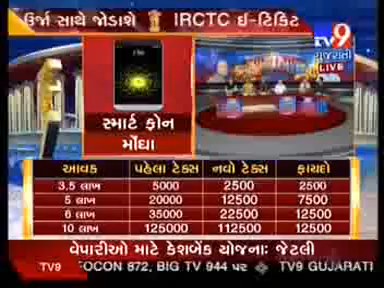 ઉર્જા સાથે જોડાશે IRCTC ઇ-ટિકિટ
TV9
ગુજરાતી
LIVE
સ્માર્ટ ફોન
મોંઘા
આવક પહેલા ટેક્સ નવો ટેક્સ ફાયદો
3.5 લાખ 5000 2500 2500
5 લાખ 20000 12500 7500
6 લાખ 35000 22500 12500
10 લાખ 125000 112500 12500
વેપારીઓ માટે કેશબેંક યોજનાઃ જેટલી
TV9 FOCON 872, BIG TV 944 પર TV9 GUJARATI